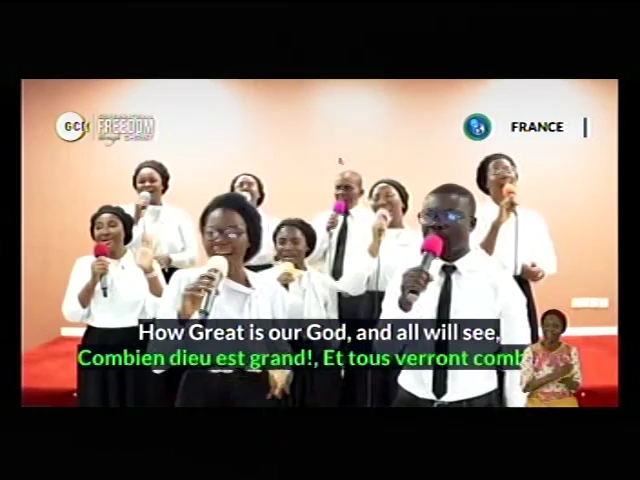 GCK
FREEDOM
FRANCE
How Great is our God, and all will see,
Combien dieu est grand!, Et tous verront comb